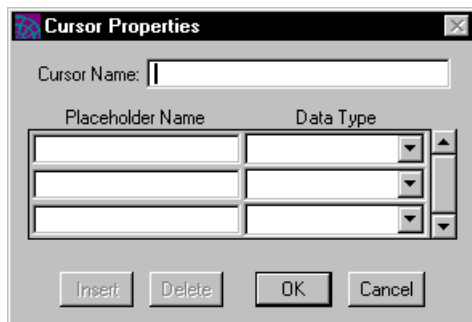 Cursor Properties
Cursor Name:
Placeholder Name Data Type
Insert Delete OK Cancel